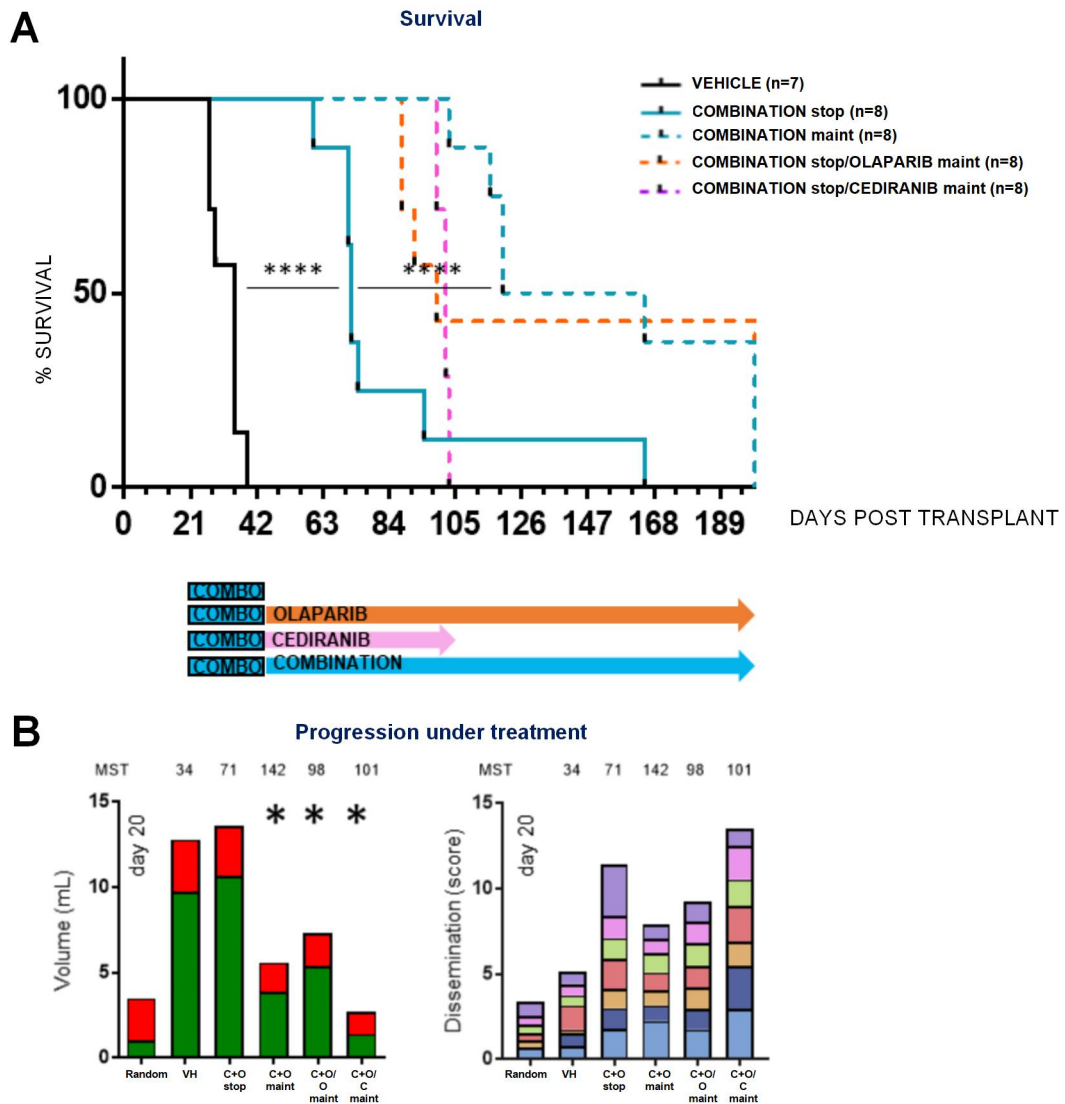 A
Survival
100
50
0
% SURVIVAL
VEHICLE (n=7)
COMBINATION stop (n=8)
COMBINATION maint (n=8)
COMBINATION stop/OLAPARIB maint (n=8)
COMBINATION stop/CEDIRANIB maint (n=8)
**** ****
0 21 42 63 84 105 126 147 168 189
DAYS POST TRANSPLANT
COMBO
COMBO OLAPARIB
COMBO CEDIRANIB
COMBO COMBINATION
B
Progression under treatment
MST 34 71 142 98 101
15
10
5
0
Volume (mL)
day 20
* * *
Random VH C+O stop C+O maint C+O/ O maint C+O/ C maint
MST 34 71 142 98 101
15
10
5
0
Dissemination (score)
day 20
Random VH C+O stop C+O maint C+O/ O maint C+O/ C maint